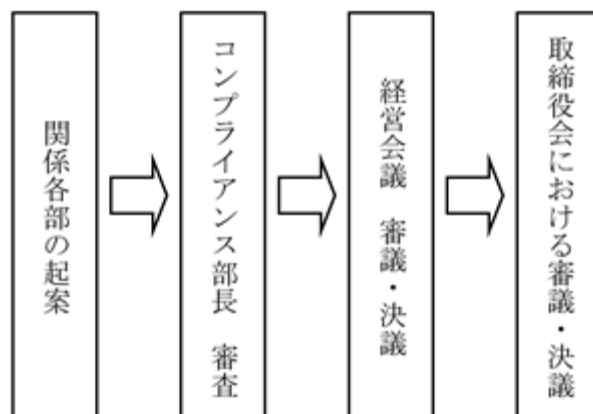 関係各部の起案
コンプライアンス部長 審査
経営会議 審議・決議
取締役会における審議・決議